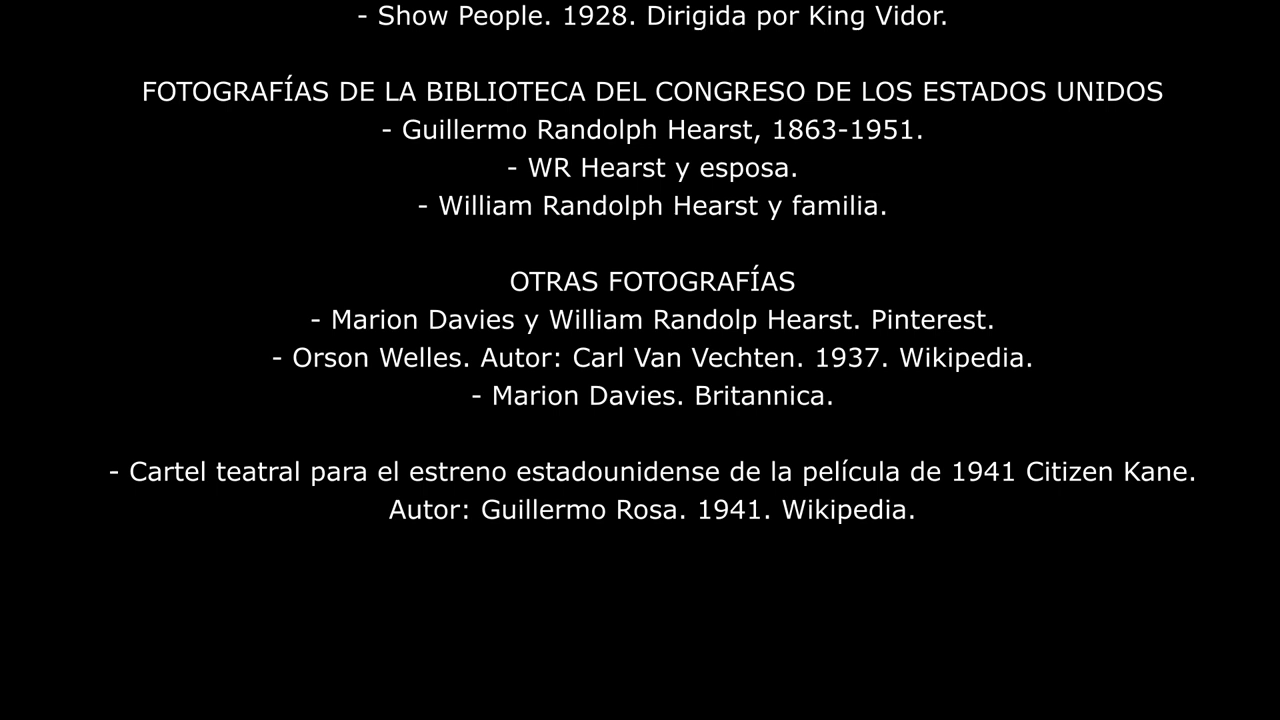 - Show People. 1928. Dirigida por King Vidor.
FOTOGRAFÍAS DE LA BIBLIOTECA DEL CONGRESO DE LOS ESTADOS UNIDOS
- Guillermo Randolph Hearst, 1863-1951.
- WR Hearst y esposa.
- William Randolph Hearst y familia.
OTRAS FOTOGRAFÍAS
- Marion Davies y William Randolp Hearst. Pinterest.
- Orson Welles. Autor: Carl Van Vechten. 1937. Wikipedia.
- Marion Davies. Britannica.
- Cartel teatral para el estreno estadounidense de la película de 1941 Citizen Kane.
Autor: Guillermo Rosa. 1941. Wikipedia.